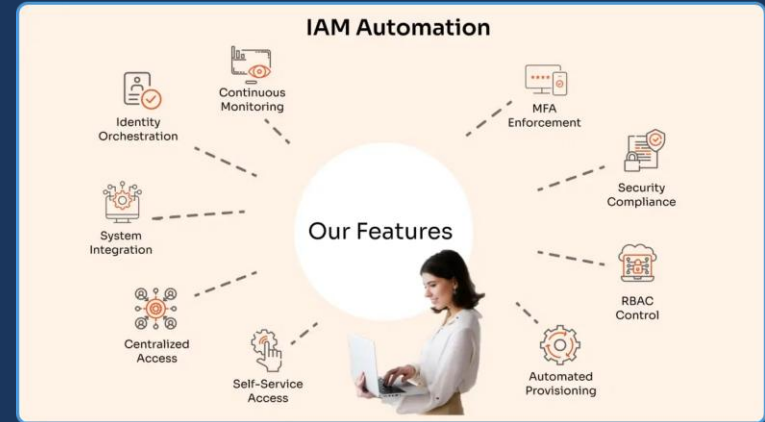 IAM Automation
Continuous
Monitoring
Identity
Orchestration
System
Integration
Centralized
Access
Self-Service
Access
Our Features
MFA
Enforcement
Security
Compliance
RBAC
Control
Automated
Provisioning